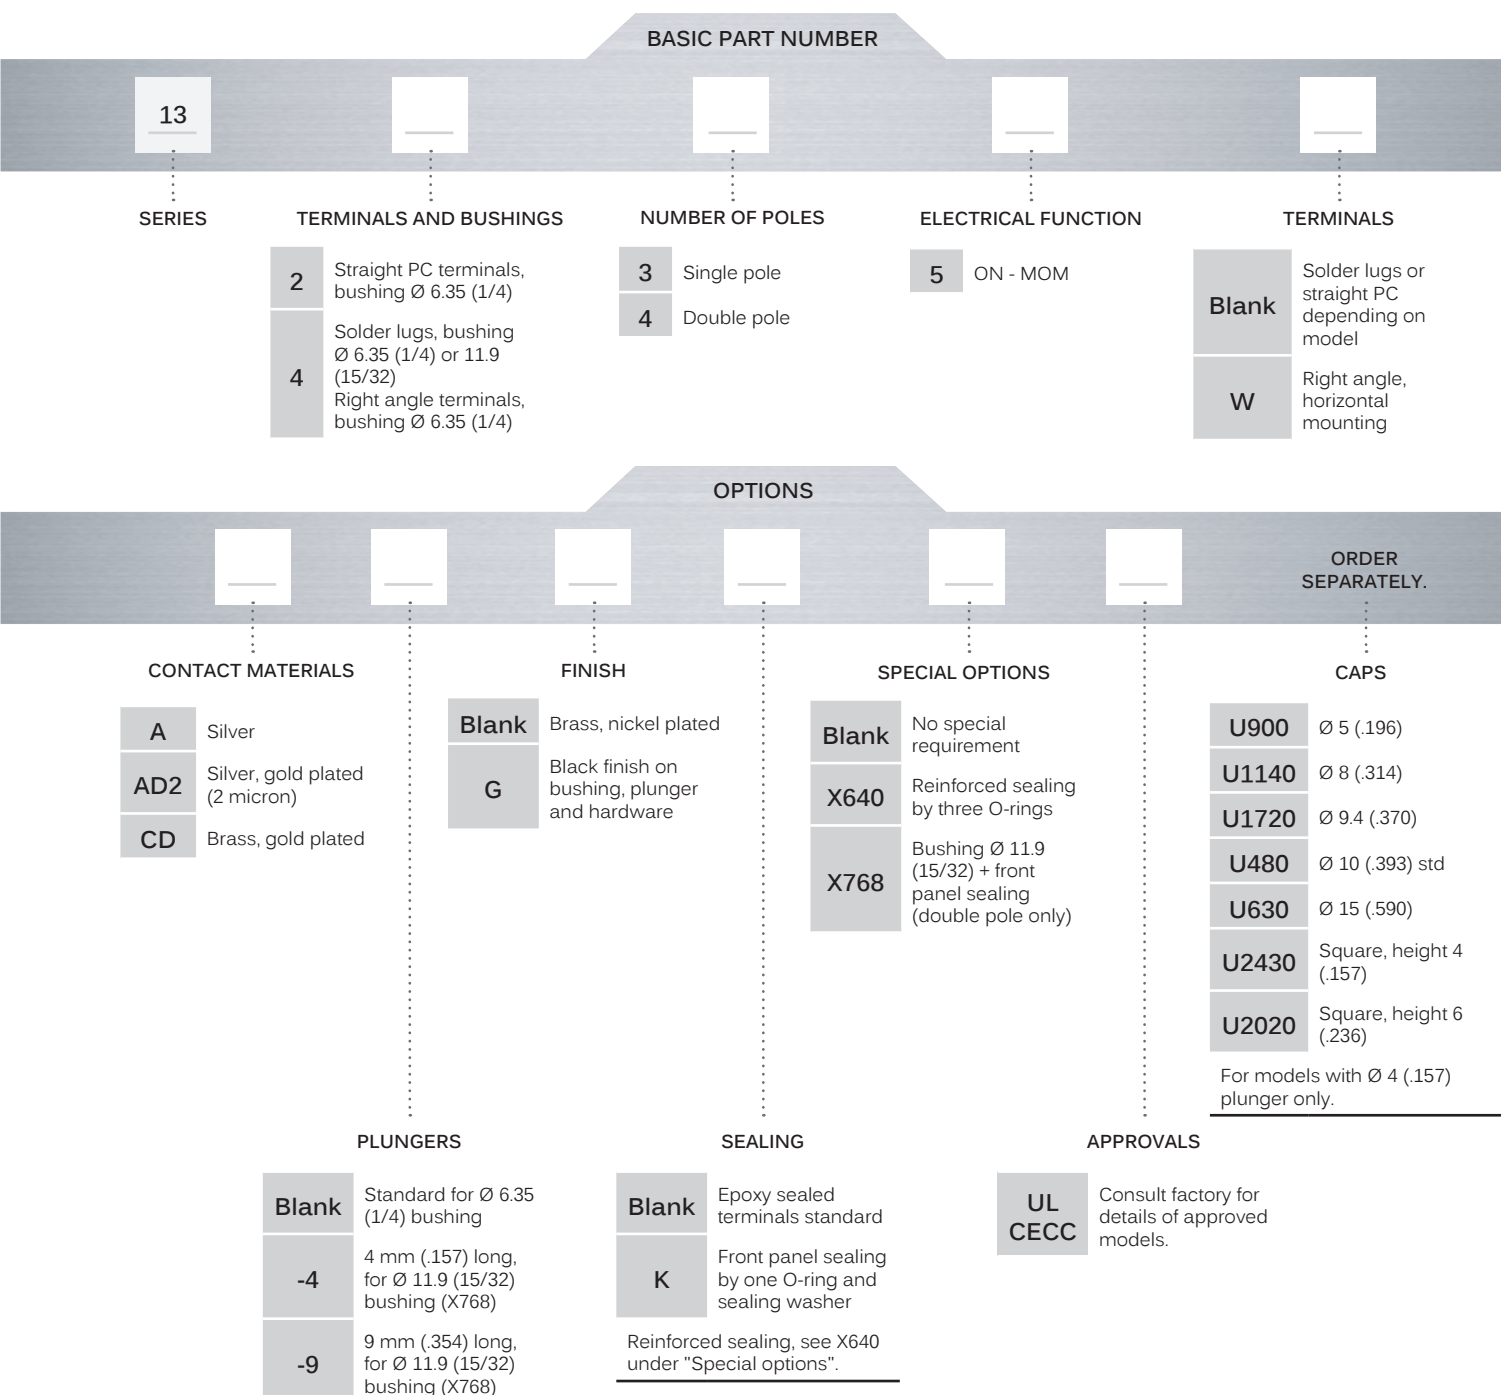 BASIC PART NUMBER
13
SERIES
TERMINALS AND BUSHINGS
2
Straight PC terminals,
bushing Ø 6.35 (1/4)
4
Solder lugs, bushing
Ø 6.35 (1/4) or 11.9
(15/32)
Right angle terminals,
bushing Ø 6.35 (1/4)
NUMBER OF POLES
3 Single pole
4 Double pole
ELECTRICAL FUNCTION
5 ON - MOM
TERMINALS
Blank
Solder lugs or
straight PC
depending on
model
W
Right angle,
horizontal
mounting
OPTIONS
ORDER
SEPARATELY.
CONTACT MATERIALS
A Silver
AD2
Silver, gold plated
(2 micron)
CD Brass, gold plated
FINISH
Blank Brass, nickel plated
G
Black finish on
bushing, plunger
and hardware
SPECIAL OPTIONS
Blank
No special
requirement
X640
Reinforced sealing
by three O-rings
X768
Bushing Ø 11.9
(15/32) + front
panel sealing
(double pole only)
CAPS
U900 Ø 5 (.196)
U1140 Ø 8 (.314)
U1720 Ø 9.4 (.370)
U480 Ø 10 (.393) std
U630 Ø 15 (.590)
U2430
Square, height 4
(.157)
U2020
Square, height 6
(.236)
For models with Ø 4 (.157)
plunger only.
PLUNGERS
Blank
Standard for Ø 6.35
(1/4) bushing
-4
4 mm (.157) long,
for Ø 11.9 (15/32)
bushing (X768)
-9
9 mm (.354) long,
for Ø 11.9 (15/32)
bushing (X768)
SEALING
Blank
Epoxy sealed
terminals standard
K
Front panel sealing
by one O-ring and
sealing washer
Reinforced sealing, see X640
under "Special options".
APPROVALS
UL
CECC
Consult factory for
details of approved
models.